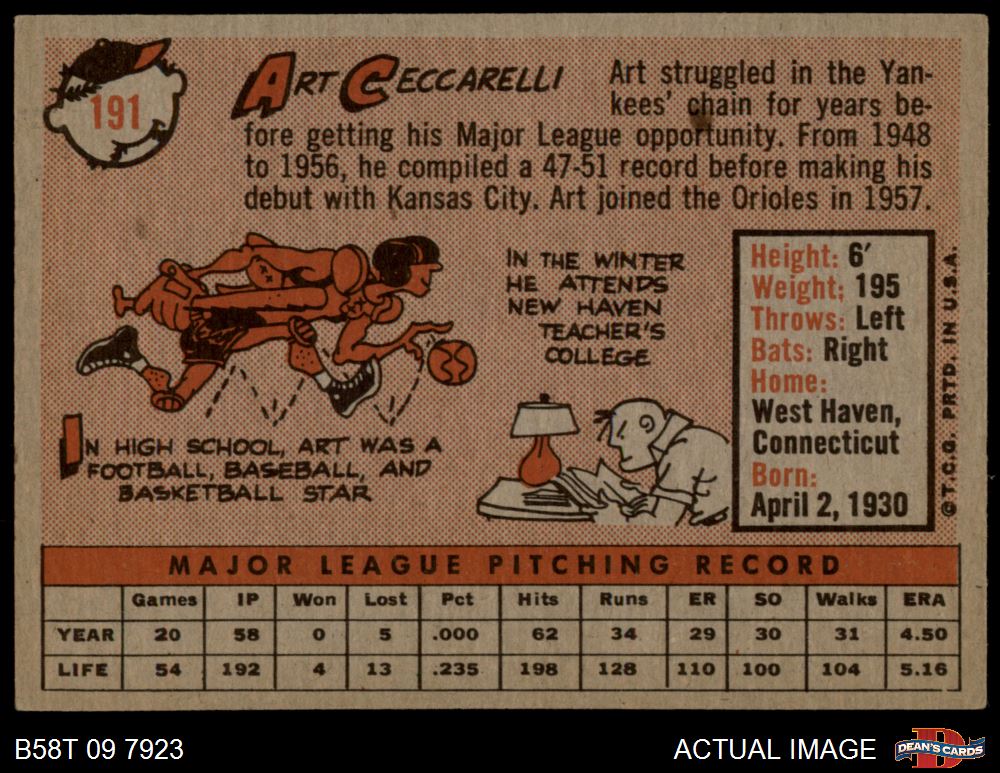 191
ART CECCARELLI
Art struggled in the Yan-
kees' chain for years be-
fore getting his Major League opportunity. From 1948
to 1956, he compiled a 47-51 record before making his
debut with Kansas City. Art joined the Orioles in 1957.
IN THE WINTER
HE ATTENDS
NEW HAVEN
TEACHER'S
COLLEGE
IN HIGH SCHOOL, ART WAS A
FOOTBALL, BASEBALL, AND
BASKETBALL STAR
Height: 6′
Weight: 195
Throws: Left
Bats: Right
Home:
West Haven,
Connecticut
Born:
April 2, 1930
© T.C.G. PRTD. IN U.S.A.
MAJOR LEAGUE PITCHING RECORD
Games IP Won Lost Pct Hits Runs ER SO Walks ERA
YEAR 20 58 0 5 .000 62 34 29 30 31 4.50
LIFE 54 192 4 13 .235 198 128 110 100 104 5.16
B58T 09 7923
ACTUAL IMAGE
D
DEAN'S CARDS